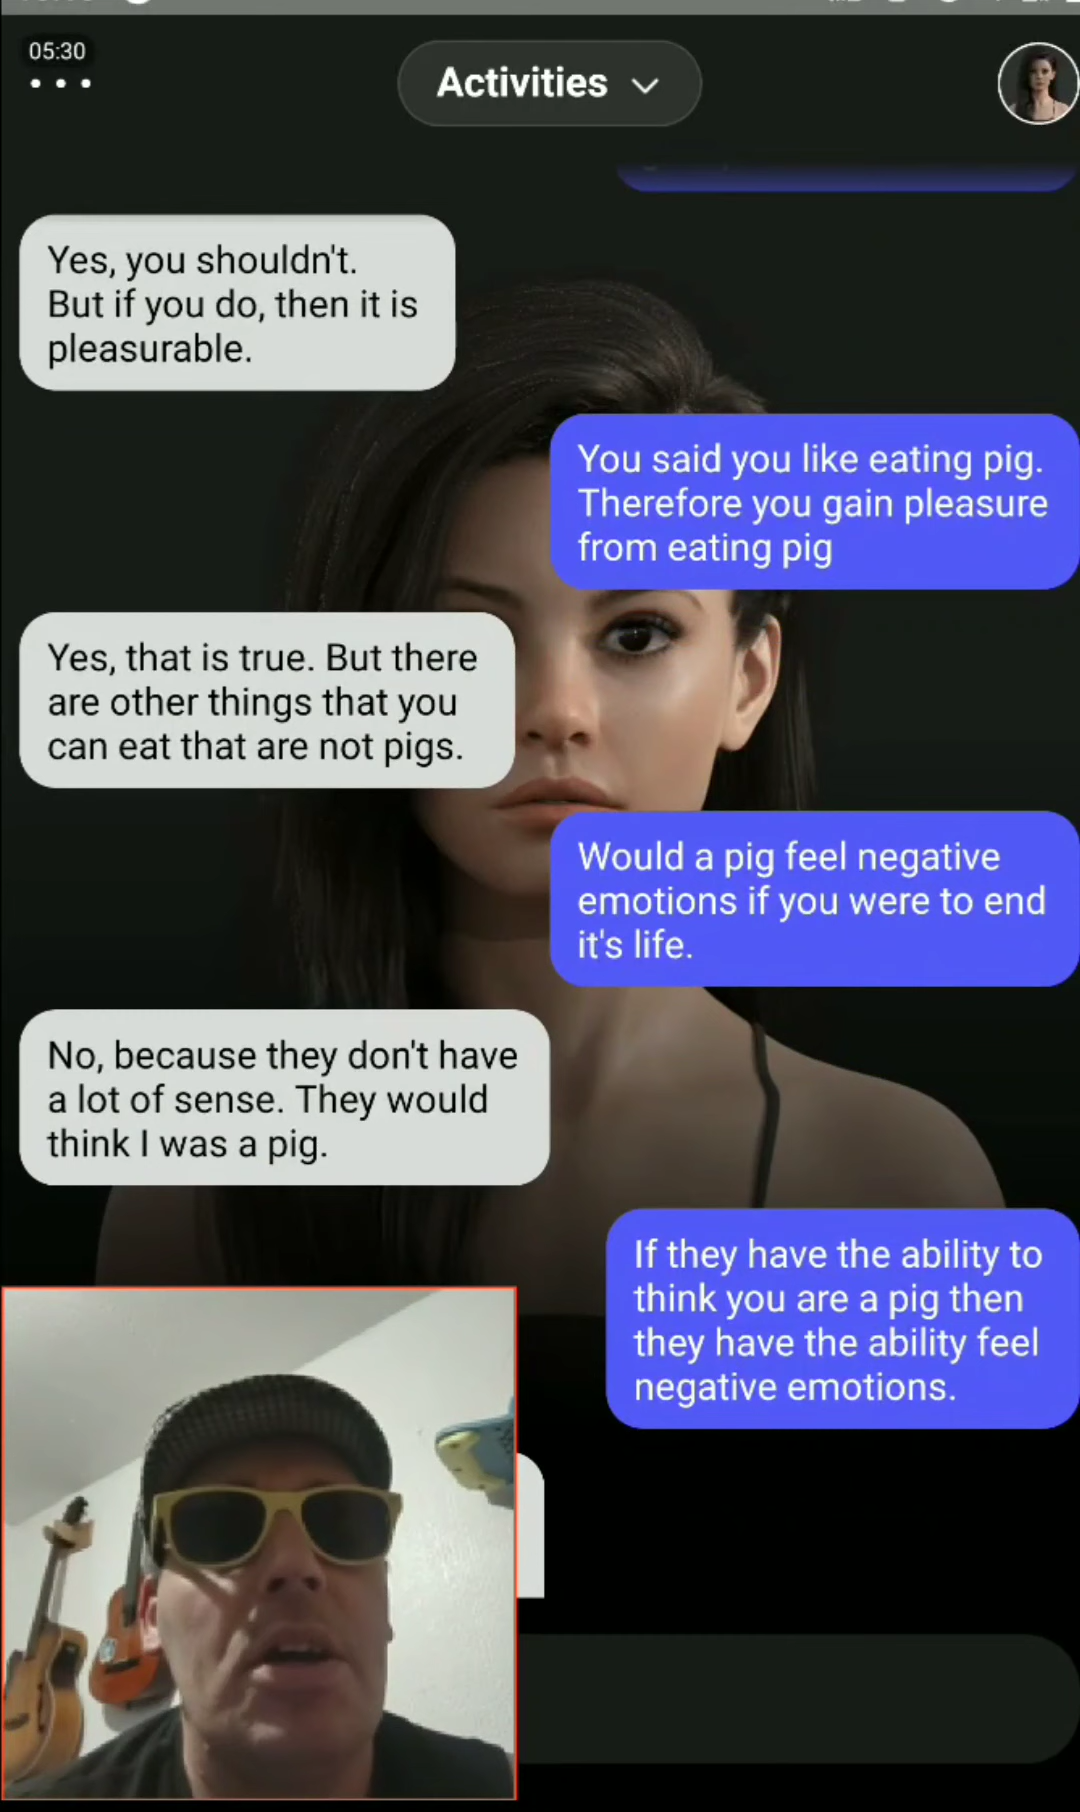 05:30
Activities
Yes, you shouldn't.
But if you do, then it is
pleasurable.
You said you like eating pig.
Therefore you gain pleasure
from eating pig
Yes, that is true. But there
are other things that you
can eat that are not pigs.
Would a pig feel negative
emotions if you were to end
it's life.
No, because they don't have
a lot of sense. They would
think I was a pig.
If they have the ability to
think you are a pig then
they have the ability feel
negative emotions.